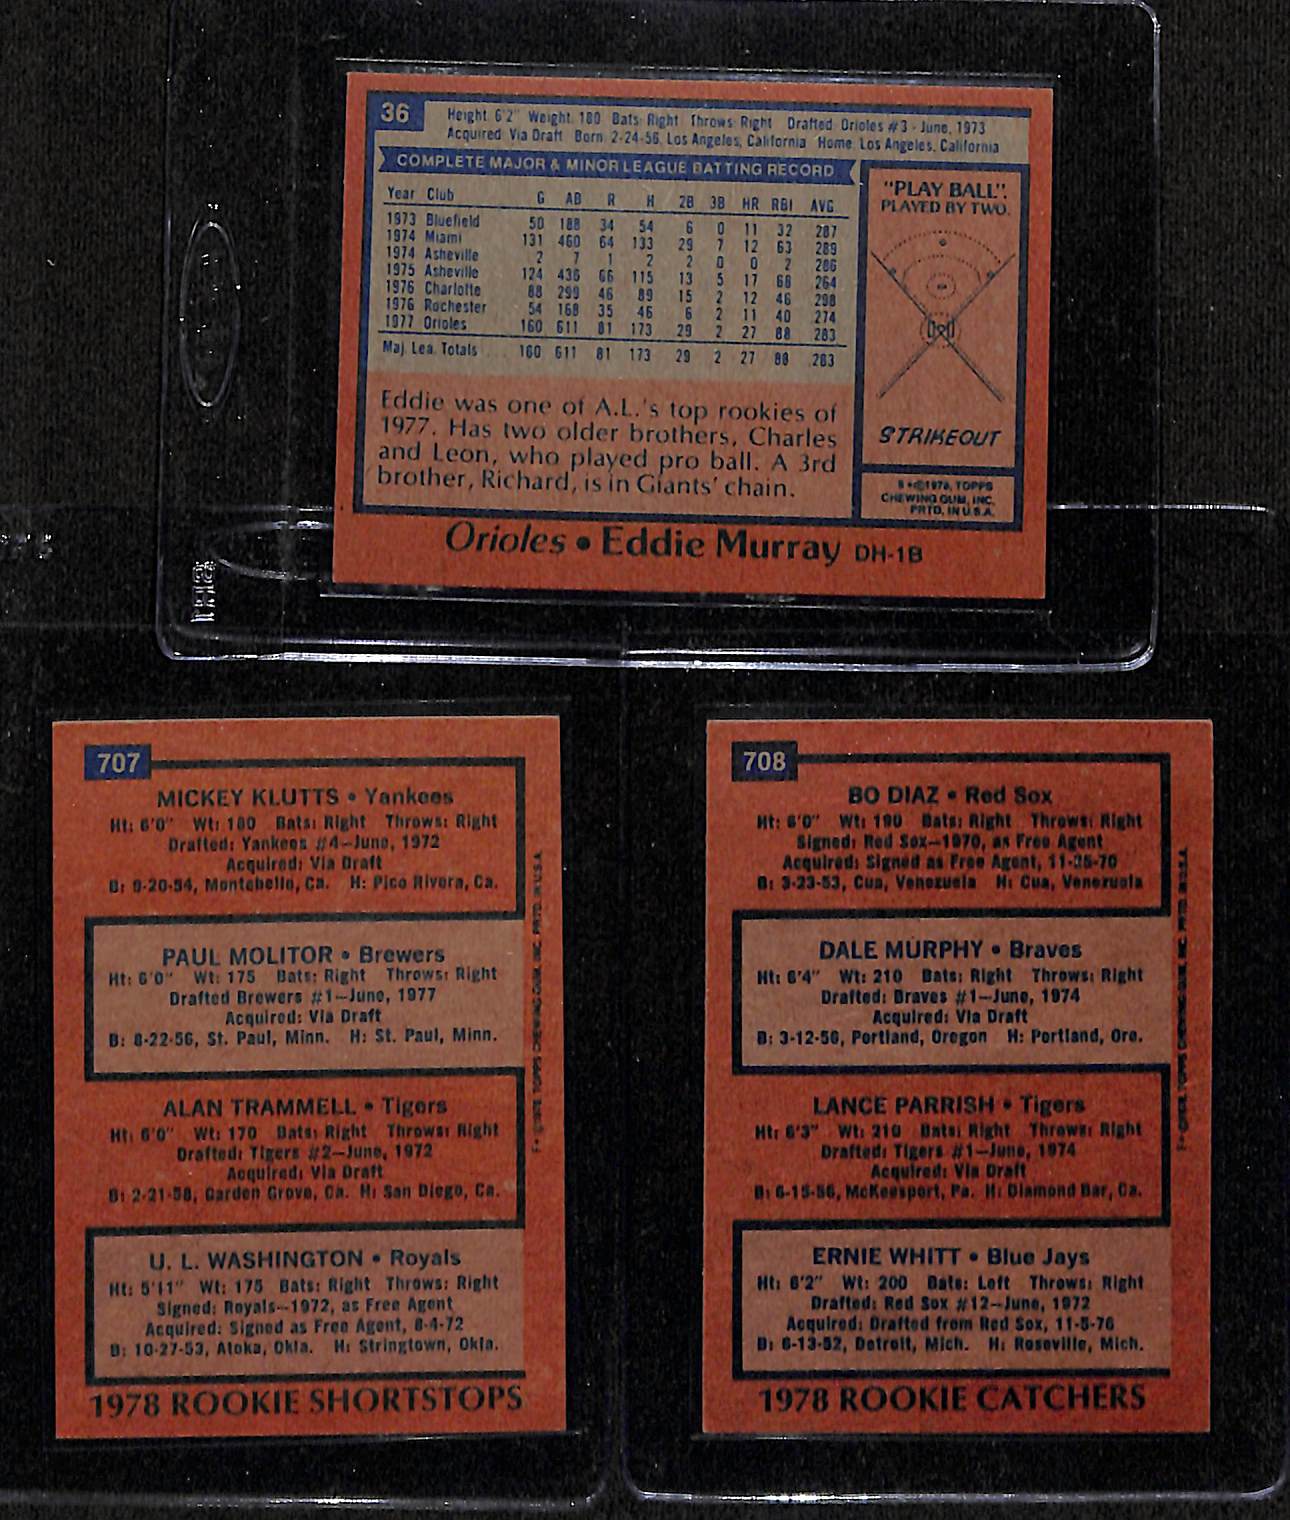 36
Height 6'2" Weight: 180 Bats: Right Throws: Right Drafted: Orioles #3 - June, 1973
Acquired: Via Draft Born: 2-24-56, Los Angeles, California Home: Los Angeles, California
COMPLETE MAJOR & MINOR LEAGUE BATTING RECORD
Year Club G AB R H 2B 3B HR RBI AVG
1973 Bluefield 50 188 34 54 6 0 11 32 .287
1974 Miami 131 460 64 133 29 7 12 63 .289
1974 Asheville 2 7 1 2 2 0 0 2 .286
1975 Asheville 124 436 66 115 13 5 17 68 .264
1976 Charlotte 88 299 46 89 15 2 12 46 .298
1976 Rochester 54 168 35 46 6 2 11 40 .274
1977 Orioles 160 611 81 173 29 2 27 88 .283
Maj. Lea. Totals 160 611 81 173 29 2 27 88 .283
Eddie was one of A.L.'s top rookies of
1977. Has two older brothers, Charles
and Leon, who played pro ball. A 3rd
brother, Richard, is in Giants' chain.
"PLAY BALL".
PLAYED BY TWO.
STRIKEOUT
©1978, TOPPS
CHEWING GUM, INC.
PRTD. IN U.S.A.
Orioles • Eddie Murray DH-1B
707
MICKEY KLUTTS • Yankees
Ht: 6'0" Wt: 180 Bats: Right Throws: Right
Drafted: Yankees #4—June, 1972
Acquired: Via Draft
B: 9-20-54, Montebello, Ca. H: Pico Rivera, Ca.
PAUL MOLITOR • Brewers
Ht: 6'0" Wt: 175 Bats: Right Throws: Right
Drafted Brewers #1—June, 1977
Acquired: Via Draft
B: 8-22-56, St. Paul, Minn. H: St. Paul, Minn.
ALAN TRAMMELL • Tigers
Ht: 6'0" Wt: 170 Bats: Right Throws: Right
Drafted: Tigers #2—June, 1972
Acquired: Via Draft
B: 2-21-58, Garden Grove, Ca. H: San Diego, Ca.
U. L. WASHINGTON • Royals
Ht: 5'11" Wt: 175 Bats: Right Throws: Right
Signed: Royals—1972, as Free Agent
Acquired: Signed as Free Agent, 8-4-72
B: 10-27-53, Atoka, Okla. H: Stringtown, Okla.
1978 ROOKIE SHORTSTOPS
©1978 TOPPS CHEWING GUM, INC. PRTD. IN U.S.A.
708
BO DIAZ • Red Sox
Ht: 6'0" Wt: 190 Bats: Right Throws: Right
Signed: Red Sox—1970, as Free Agent
Acquired: Signed as Free Agent, 11-25-70
B: 3-23-53, Cua, Venezuela H: Cua, Venezuela
DALE MURPHY • Braves
Ht: 6'4" Wt: 210 Bats: Right Throws: Right
Drafted: Braves #1—June, 1974
Acquired: Via Draft
B: 3-12-56, Portland, Oregon H: Portland, Ore.
LANCE PARRISH • Tigers
Ht: 6'3" Wt: 210 Bats: Right Throws: Right
Drafted: Tigers #1—June, 1974
Acquired: Via Draft
B: 6-15-56, McKeesport, Pa. H: Diamond Bar, Ca.
ERNIE WHITT • Blue Jays
Ht: 6'2" Wt: 200 Bats: Left Throws: Right
Drafted: Red Sox #12—June, 1972
Acquired: Drafted from Red Sox, 11-5-76
B: 6-13-52, Detroit, Mich. H: Roseville, Mich.
1978 ROOKIE CATCHERS
©1978, TOPPS CHEWING GUM, INC. PRTD. IN U.S.A.